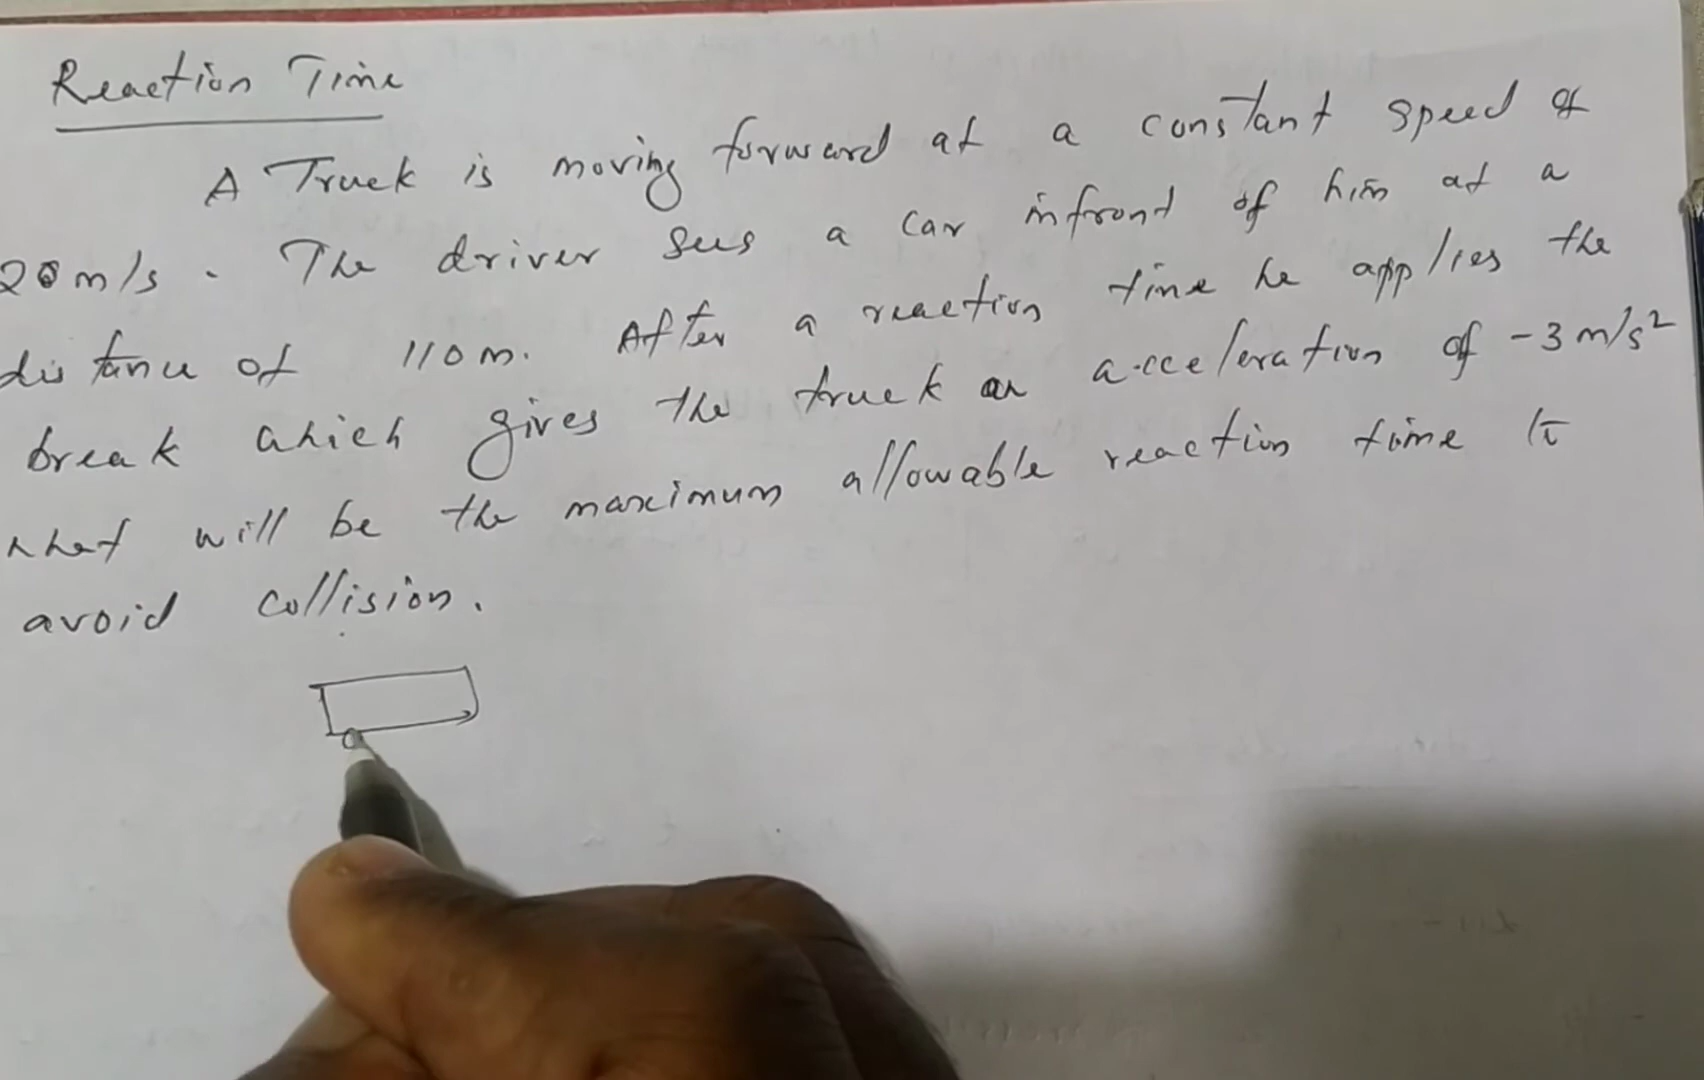 Reaction Time
A Truck is moving forward at a constant speed of
20 m/s . The driver sees a car infront of him at a
distance of 110 m. After a reaction time he applies the
break which gives the truck an acceleration of -3 m/s²
what will be the maximum allowable reaction time to
avoid collision.